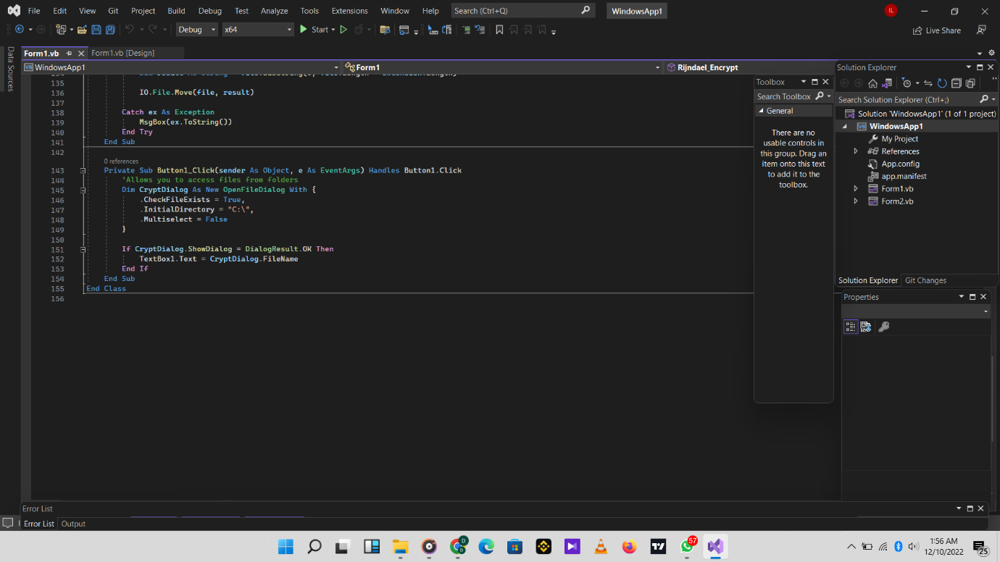 File Edit View Git Project Build Debug Test Analyze Tools Extensions Window Help Search (Ctrl+Q) WindowsApp1 IL
Debug x64 Start Live Share
Data Sources
Form1.vb Form1.vb [Design]
VB WindowsApp1 Form1 Rijndael_Encrypt
135
136 IO.File.Move(file, result)
137
138 Catch ex As Exception
139 MsgBox(ex.ToString())
140 End Try
141 End Sub
142
0 references
143 Private Sub Button1_Click(sender As Object, e As EventArgs) Handles Button1.Click
144 'Allows you to access files from folders
145 Dim CryptDialog As New OpenFileDialog With {
146 .CheckFileExists = True,
147 .InitialDirectory = "C:\",
148 .Multiselect = False
149 }
150
151 If CryptDialog.ShowDialog = DialogResult.OK Then
152 TextBox1.Text = CryptDialog.FileName
153 End If
154 End Sub
155 End Class
156
Toolbox
Search Toolbox
General
There are no
usable controls in
this group. Drag an
item onto this text
to add it to the
toolbox.
Solution Explorer
Search Solution Explorer (Ctrl+;)
Solution 'WindowsApp1' (1 of 1 project)
VB WindowsApp1
My Project
References
App.config
app.manifest
Form1.vb
Form2.vb
Solution Explorer Git Changes
Properties
Error List
Error List Output
57
1:56 AM
12/10/2022
25